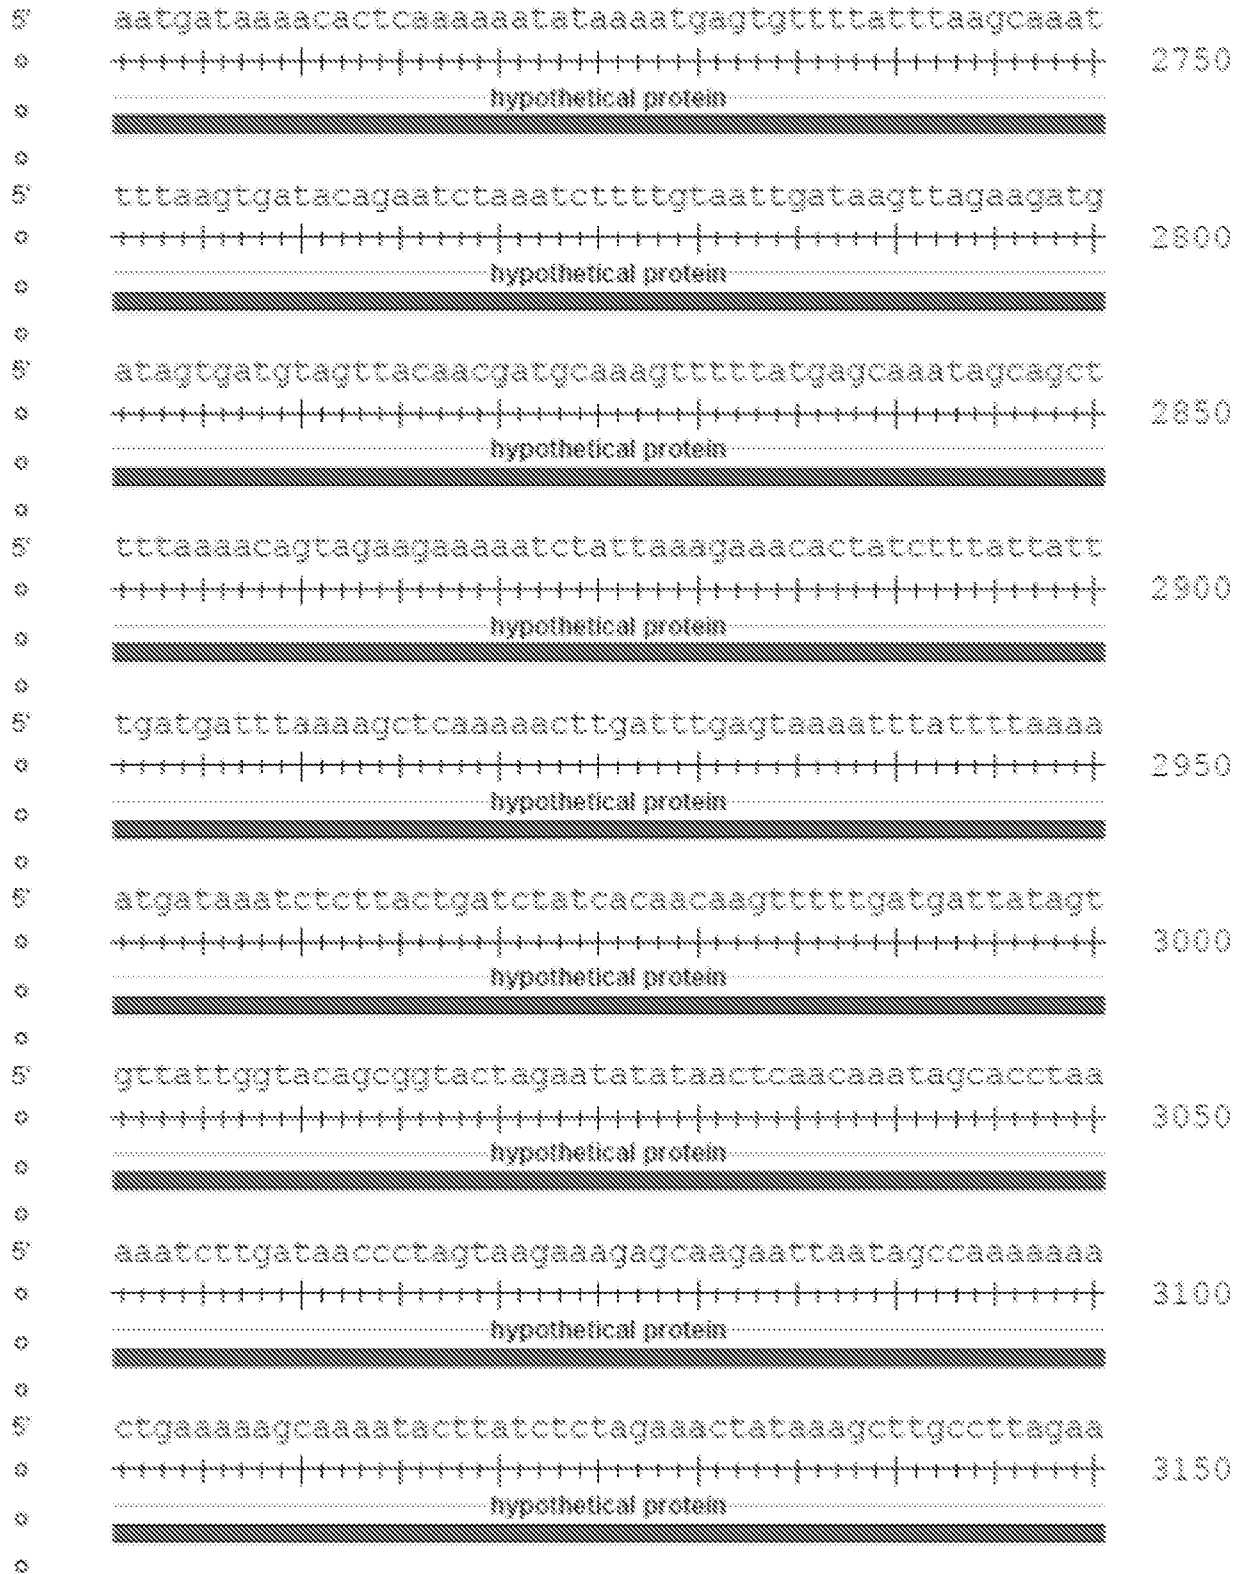 5' aatgataaaacactcaaaaaatataaaatgagtgttttatttaagcaaat
2750
hypothetical protein
5' tttaagtgatacagaatctaaatcttttgtaattgataagttagaagatg
2800
hypothetical protein
5' atagtgatgtagttacaacgatgcaaagtttttatgagcaaatagcagct
2850
hypothetical protein
5' tttaaaacagtagaagaaaaatctattaaagaaacactatctttattatt
2900
hypothetical protein
5' tgatgatttaaaagctcaaaaacttgatttgagtaaaatttattttaaaa
2950
hypothetical protein
5' atgataaatctcttactgatctatcacaacaagtttttgatgattatagt
3000
hypothetical protein
5' gttattggtacagcggtactagaatatataactcaacaaatagcacctaa
3050
hypothetical protein
5' aaatcttgataaccctagtaagaaagagcaagaattaatagccaaaaaaa
3100
hypothetical protein
5' ctgaaaaagcaaaatacttatctctagaaactataaagcttgccttagaa
3150
hypothetical protein